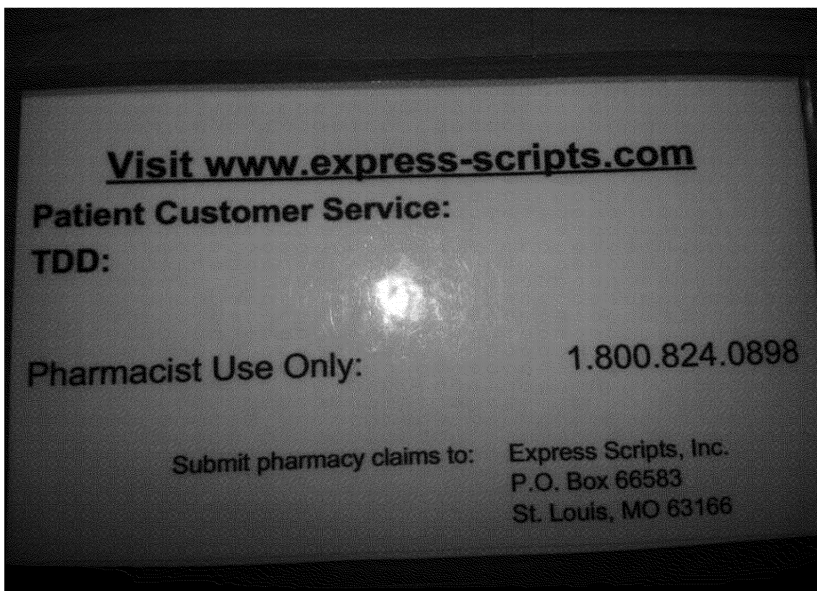 Visit www.express-scripts.com
Patient Customer Service:
TDD:
Pharmacist Use Only: 1.800.824.0898
Submit pharmacy claims to: Express Scripts, Inc.
P.O. Box 66583
St. Louis, MO 63166